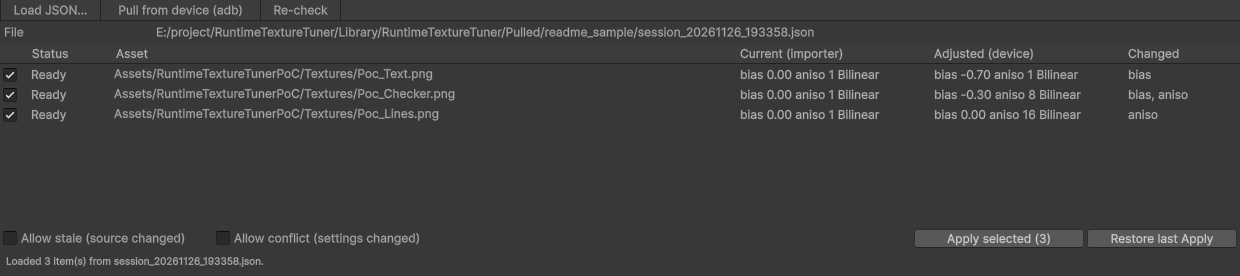 Load JSON... Pull from device (adb) Re-check
File E:/project/RuntimeTextureTuner/Library/RuntimeTextureTuner/Pulled/readme_sample/session_20261126_193358.json
Status Asset Current (importer) Adjusted (device) Changed
Ready Assets/RuntimeTextureTunerPoC/Textures/Poc_Text.png bias 0.00 aniso 1 Bilinear bias -0.70 aniso 1 Bilinear bias
Ready Assets/RuntimeTextureTunerPoC/Textures/Poc_Checker.png bias 0.00 aniso 1 Bilinear bias -0.30 aniso 8 Bilinear bias, aniso
Ready Assets/RuntimeTextureTunerPoC/Textures/Poc_Lines.png bias 0.00 aniso 1 Bilinear bias 0.00 aniso 16 Bilinear aniso
Allow stale (source changed) Allow conflict (settings changed) Apply selected (3) Restore last Apply
Loaded 3 item(s) from session_20261126_193358.json.